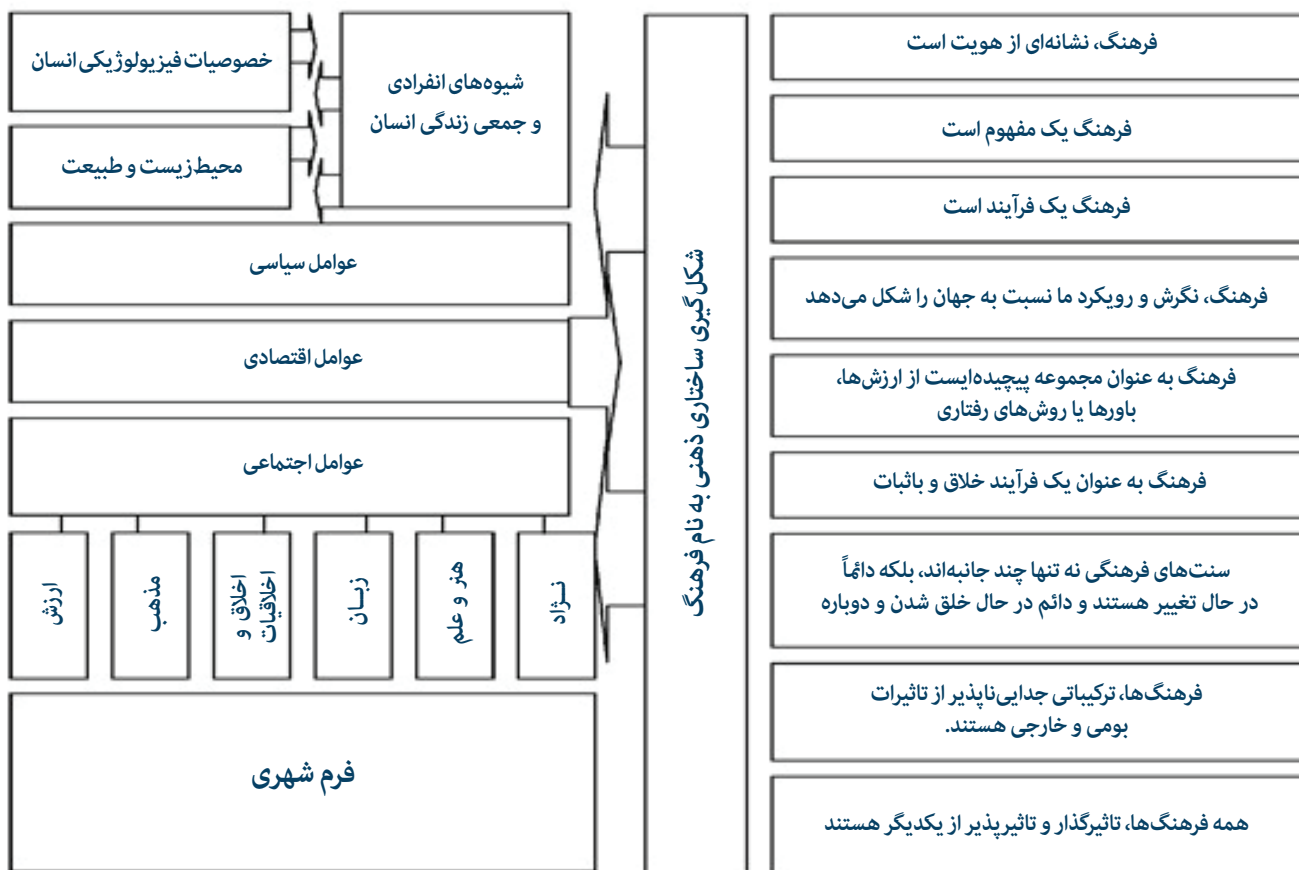 فرهنگ، نشانه‌ای از هویت است
فرهنگ یک مفهوم است
فرهنگ یک فرآیند است
فرهنگ، نگرش و رویکرد ما نسبت به جهان را شکل می‌دهد
فرهنگ به عنوان مجموعه پیچیده‌ایست از ارزش‌ها،
باورها یا روش‌های رفتاری
فرهنگ به عنوان یک فرآیند خلاق و باثبات
سنت‌های فرهنگی نه تنها چند جانبه‌اند، بلکه دائماً
در حال تغییر هستند و دائم در حال خلق شدن و دوباره
فرهنگ‌ها، ترکیباتی جدایی‌ناپذیر از تاثیرات
بومی و خارجی هستند.
همه فرهنگ‌ها، تاثیرگذار و تاثیرپذیر از یکدیگر هستند
شکل‌گیری ساختاری ذهنی به نام فرهنگ
شیوه‌های انفرادی
و جمعی زندگی انسان
خصوصیات فیزیولوژیکی انسان
محیط‌زیست و طبیعت
عوامل سیاسی
عوامل اقتصادی
عوامل اجتماعی
نـــژاد
هنر و علم
زبــان
اخلاق و
اخلاقیات
مذهب
ارزش
فرم شهری